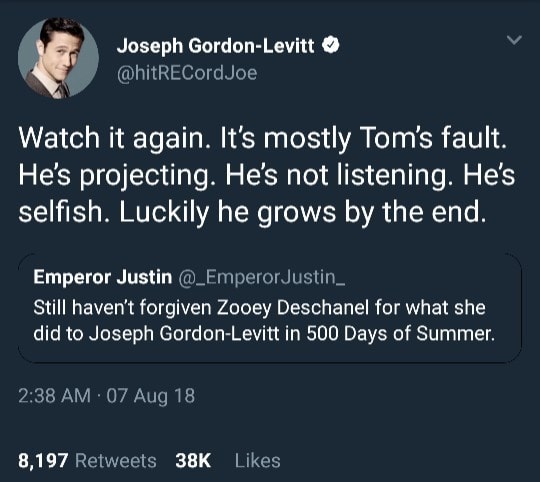 Joseph Gordon-Levitt
@hitRECordJoe
Watch it again. It's mostly Tom's fault.
He's projecting. He's not listening. He's
selfish. Luckily he grows by the end.
Emperor Justin @_EmperorJustin_
Still haven't forgiven Zooey Deschanel for what she
did to Joseph Gordon-Levitt in 500 Days of Summer.
2:38 AM · 07 Aug 18
8,197 Retweets 38K Likes